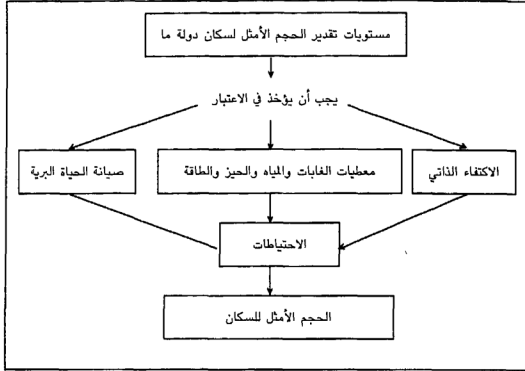 مستويات تقدير الحجم الأمثل لسكان دولة ما
يجب أن يؤخذ في الاعتبار
الاكتفاء الذاتي
معطيات الغابات والمياه والحيز والطاقة
صيانة الحياة البرية
الاحتياطات
الحجم الأمثل للسكان